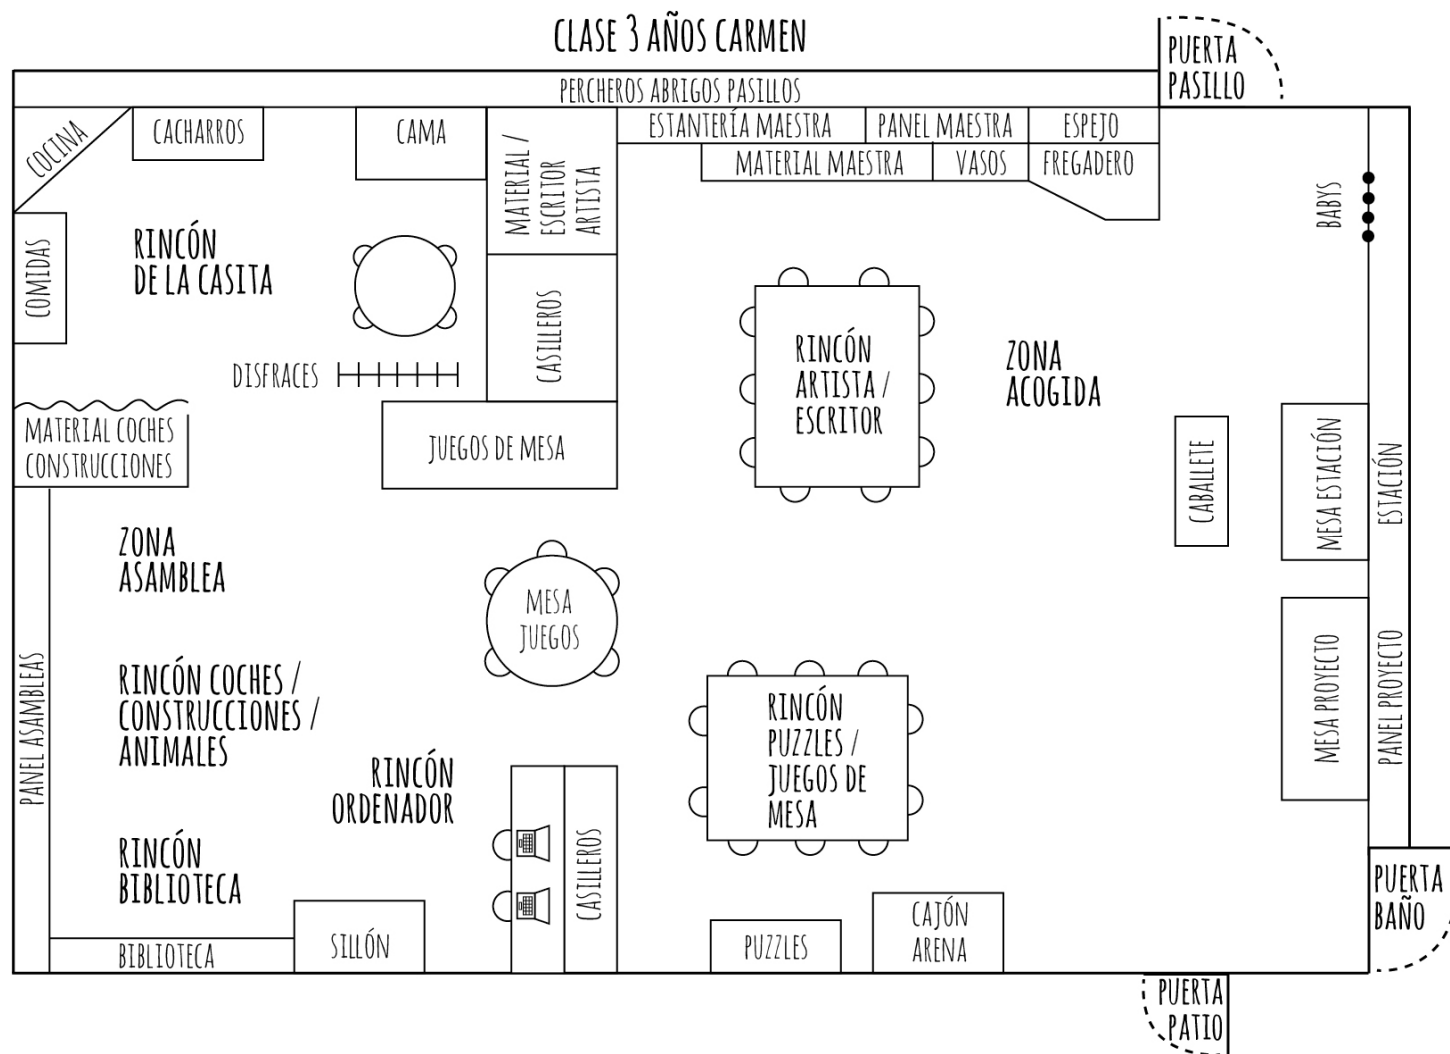 CLASE 3 AÑOS CARMEN
PUERTA
PASILLO
PERCHEROS ABRIGOS PASILLOS
COCINA
CACHARROS
CAMA
MATERIAL /
ESCRITOR
ARTISTA
ESTANTERÍA MAESTRA
PANEL MAESTRA
ESPEJO
MATERIAL MAESTRA
VASOS
FREGADERO
BABYS
COMIDAS
RINCÓN
DE LA CASITA
CASILLEROS
DISFRACES
RINCÓN
ARTISTA /
ESCRITOR
ZONA
ACOGIDA
MATERIAL COCHES
CONSTRUCCIONES
JUEGOS DE MESA
CABALLETE
MESA ESTACIÓN
ESTACIÓN
ZONA
ASAMBLEA
MESA
JUEGOS
PANEL ASAMBLEAS
RINCÓN COCHES /
CONSTRUCCIONES /
ANIMALES
RINCÓN
PUZZLES /
JUEGOS DE
MESA
MESA PROYECTO
PANEL PROYECTO
RINCÓN
ORDENADOR
CASILLEROS
RINCÓN
BIBLIOTECA
BIBLIOTECA
SILLÓN
PUZZLES
CAJÓN
ARENA
PUERTA
BAÑO
PUERTA
PATIO